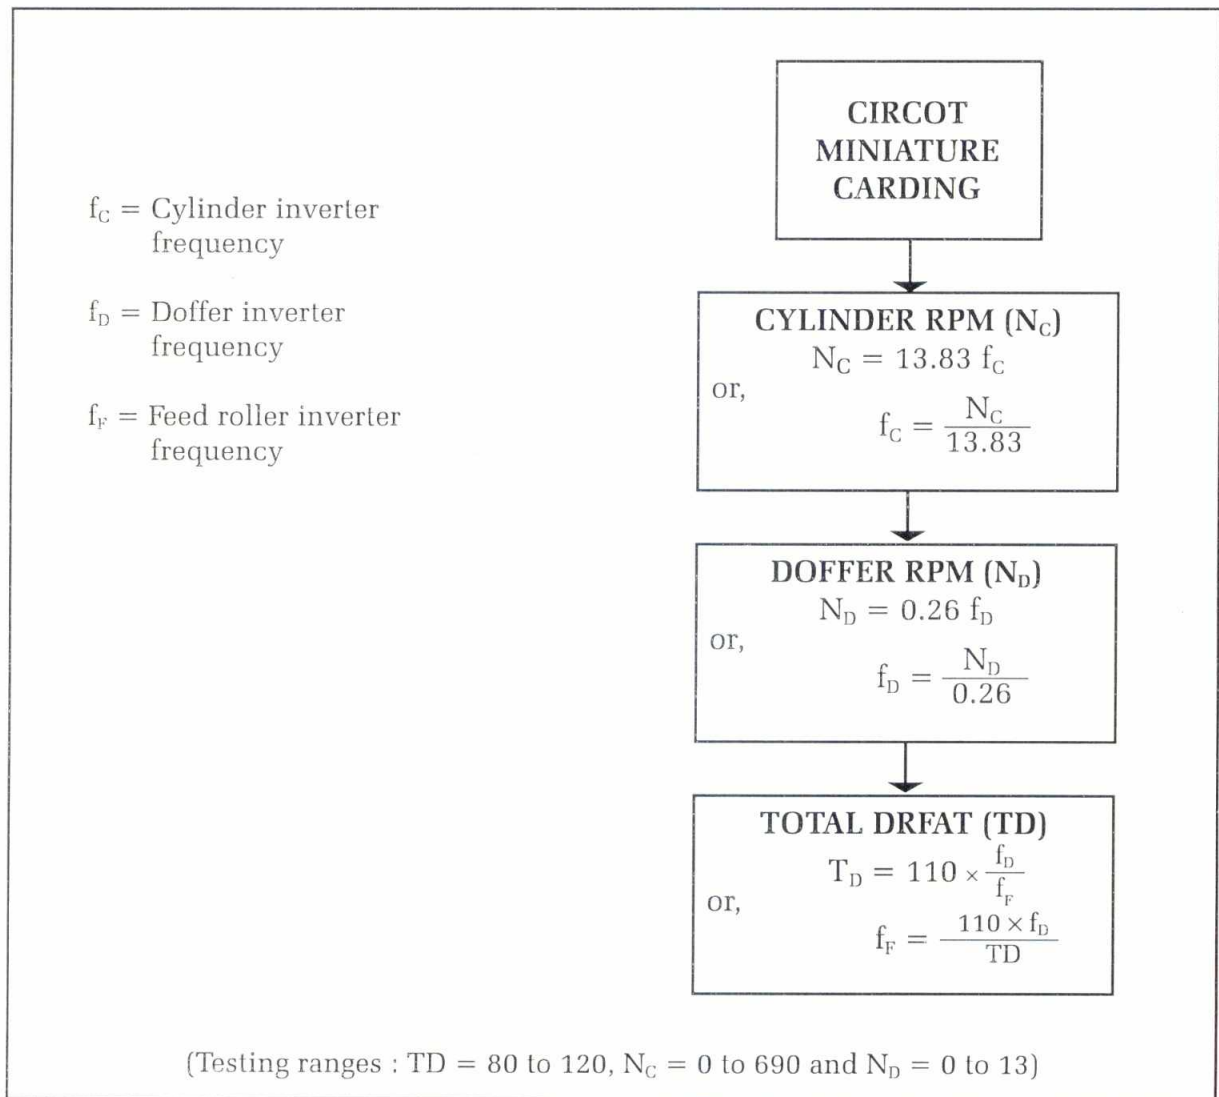 CIRCOT
MINIATURE
CARDING
f_C = Cylinder inverter
frequency
f_D = Doffer inverter
frequency
f_F = Feed roller inverter
frequency
CYLINDER RPM (N_C)
N_C = 13.83 f_C
or,
f_C = N_C / 13.83
DOFFER RPM (N_D)
N_D = 0.26 f_D
or,
f_D = N_D / 0.26
TOTAL DRFAT (TD)
T_D = 110 × f_D / f_F
or,
f_F = 110 × f_D / TD
(Testing ranges : TD = 80 to 120, N_C = 0 to 690 and N_D = 0 to 13)